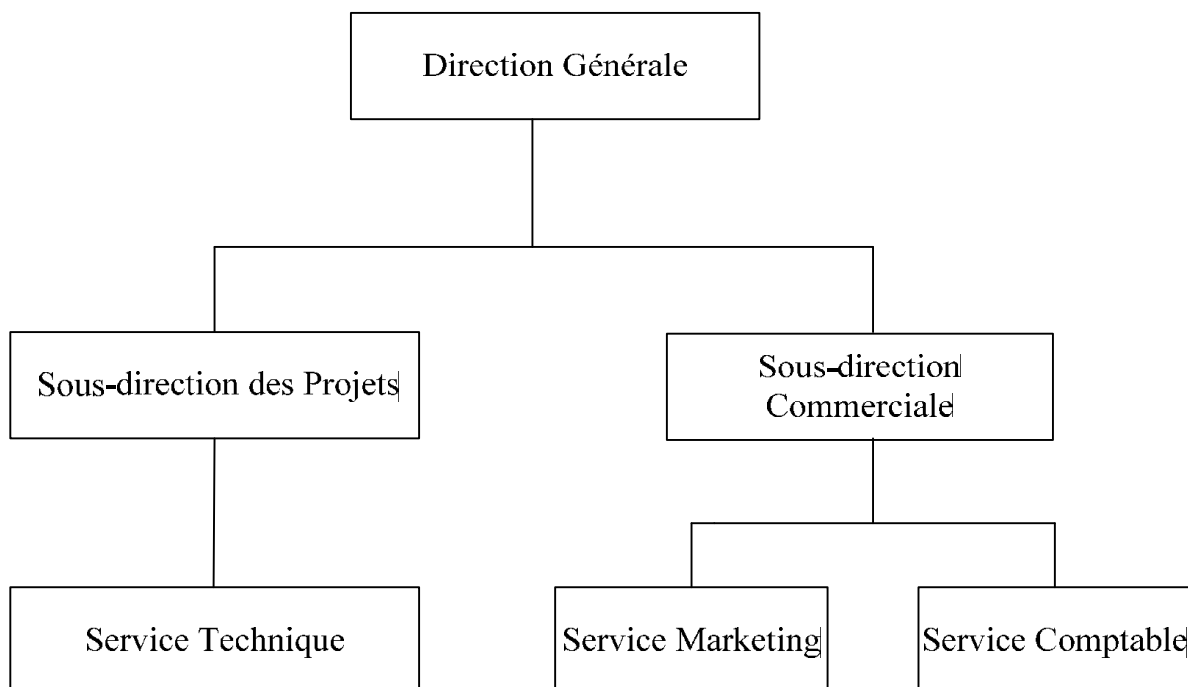 Direction Générale
Sous-direction des Projets
Sous-direction
Commerciale
Service Technique
Service Marketing
Service Comptable